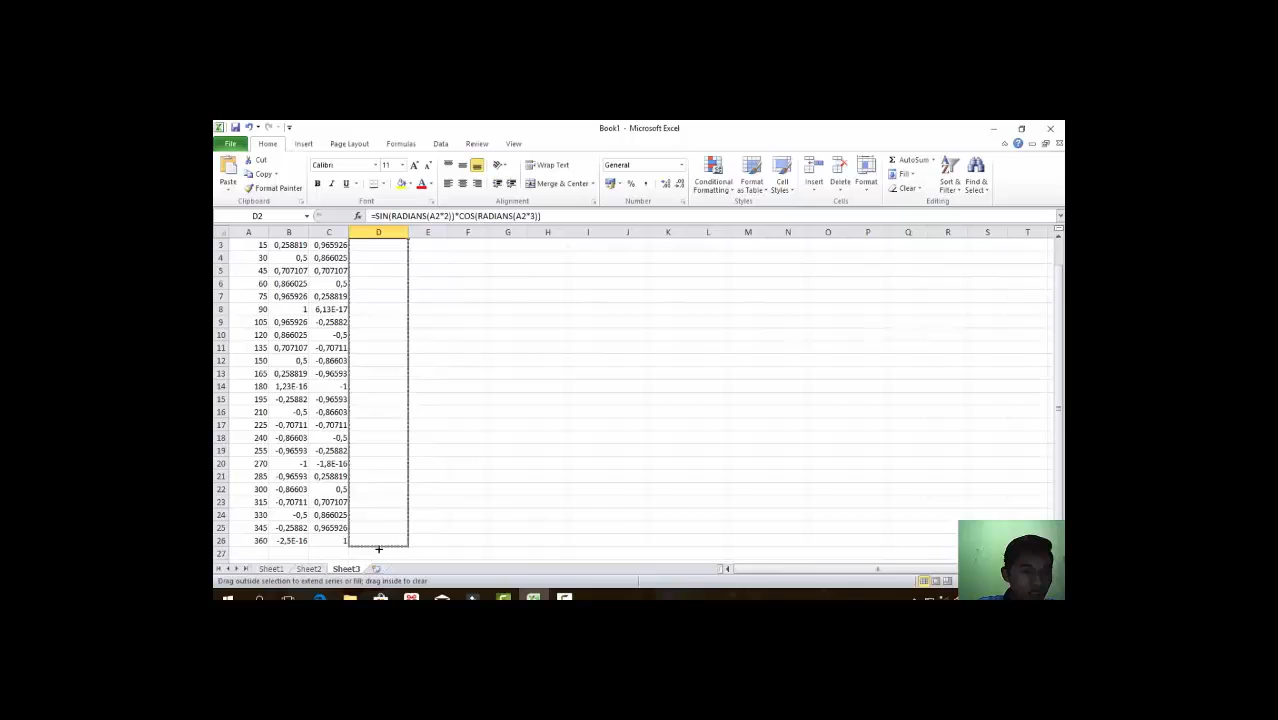 Book1 - Microsoft Excel
File Home Insert Page Layout Formulas Data Review View
Cut Calibri 11 A A Wrap Text General AutoSum
Copy Fill
Paste Format Painter B I U A Merge & Center % , Conditional Formatting Format as Table Cell Styles Insert Delete Format Clear Sort & Filter Find & Select
Clipboard Font Alignment Number Styles Cells Editing
D2 fx =SIN(RADIANS(A2*2))*COS(RADIANS(A2*3))
A B C D E F G H I J K L M N O P Q R S T
3 15 0,258819 0,965926
4 30 0,5 0,866025
5 45 0,707107 0,707107
6 60 0,866025 0,5
7 75 0,965926 0,258819
8 90 1 6,13E-17
9 105 0,965926 -0,25882
10 120 0,866025 -0,5
11 135 0,707107 -0,70711
12 150 0,5 -0,86603
13 165 0,258819 -0,96593
14 180 1,23E-16 -1
15 195 -0,25882 -0,96593
16 210 -0,5 -0,86603
17 225 -0,70711 -0,70711
18 240 -0,86603 -0,5
19 255 -0,96593 -0,25882
20 270 -1 -1,8E-16
21 285 -0,96593 0,258819
22 300 -0,86603 0,5
23 315 -0,70711 0,707107
24 330 -0,5 0,866025
25 345 -0,25882 0,965926
26 360 -2,5E-16 1
27
Sheet1 Sheet2 Sheet3
Drag outside selection to extend series or fill; drag inside to clear